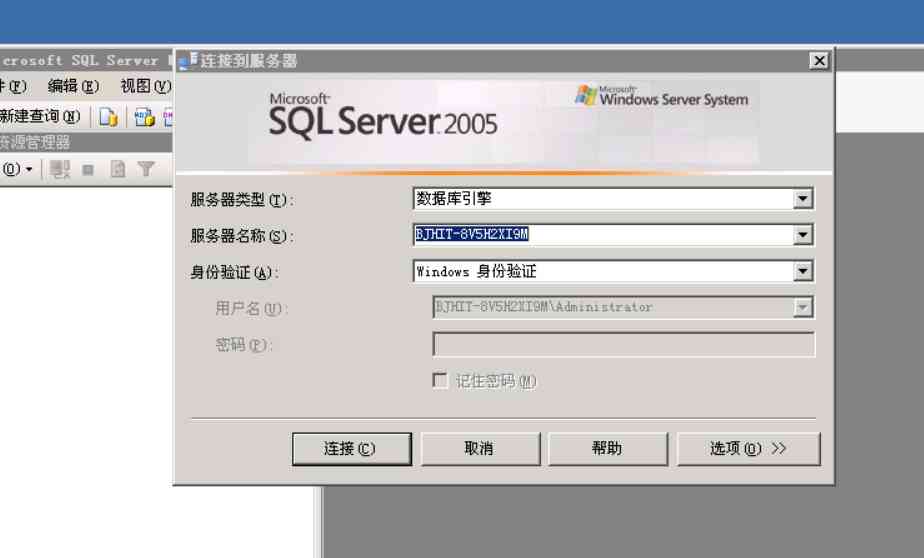 crosoft SQL Server
连接到服务器
件(F) 编辑(E) 视图(V)
新建查询(N)
资源管理器
(O)
Microsoft
SQL Server 2005
Microsoft
Windows Server System
服务器类型(T): 数据库引擎
服务器名称(S): BJHIT-8V5H2XI9M
身份验证(A): Windows 身份验证
用户名(U): BJHIT-8V5H2XI9M\Administrator
密码(P):
记住密码(M)
连接(C) 取消 帮助 选项(O) >>